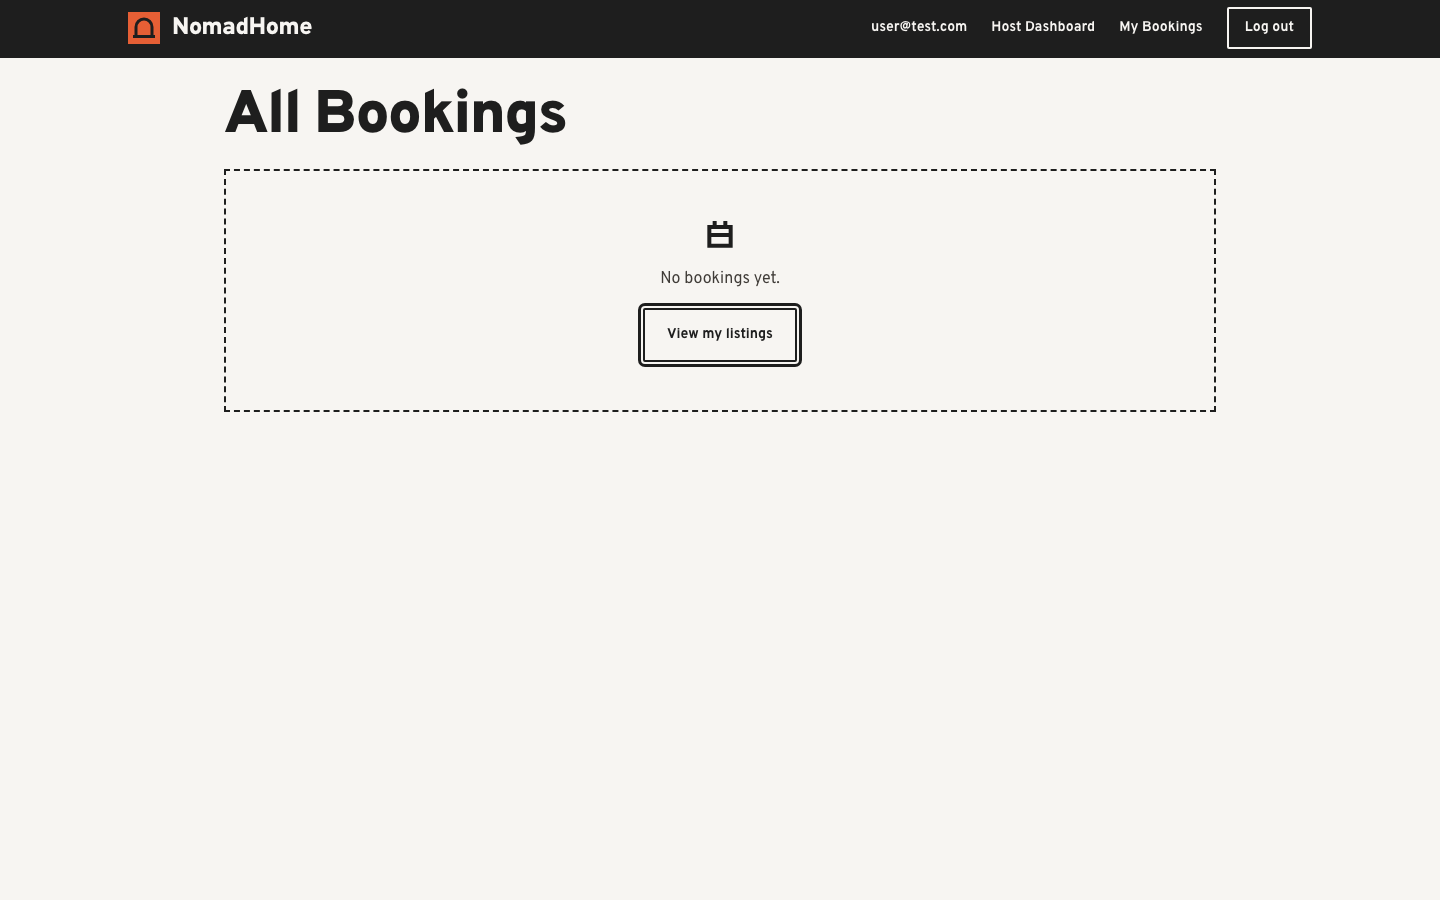 NomadHome
user@test.com
Host Dashboard
My Bookings
Log out
All Bookings
No bookings yet.
View my listings